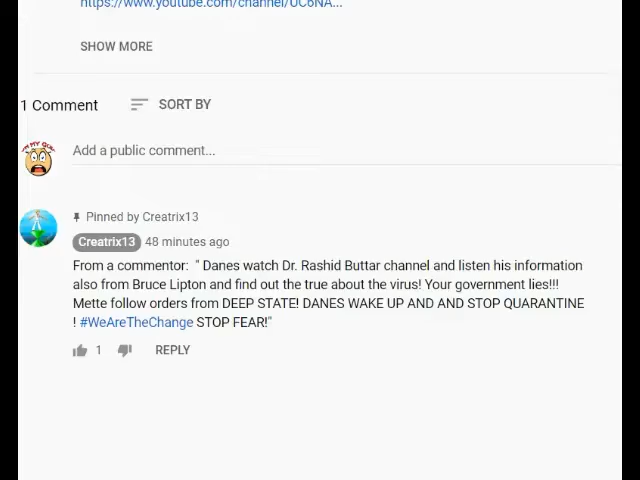 https://www.youtube.com/channel/UC6NA...
SHOW MORE
1 Comment SORT BY
Add a public comment...
Pinned by Creatrix13
Creatrix13 48 minutes ago
From a commentor: " Danes watch Dr. Rashid Buttar channel and listen his information
also from Bruce Lipton and find out the true about the virus! Your government lies!!!
Mette follow orders from DEEP STATE! DANES WAKE UP AND AND STOP QUARANTINE
! #WeAreTheChange STOP FEAR!"
1 REPLY